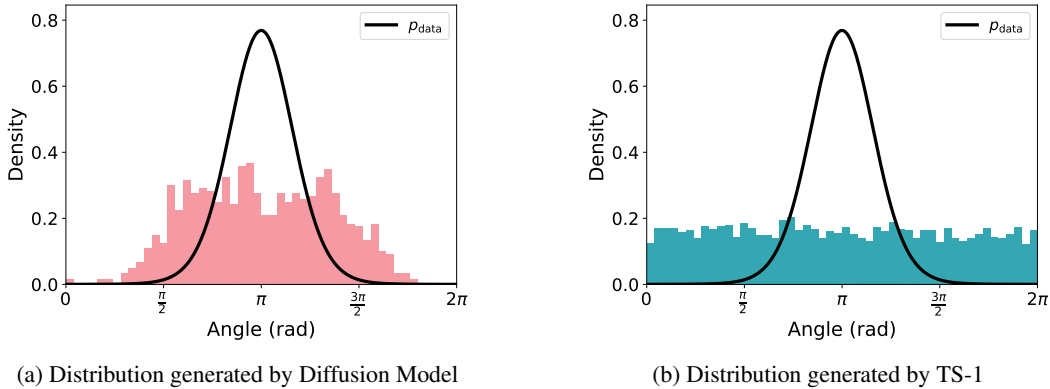 0.8
0.6
0.4
0.2
0.0
Density
p_data
0 π/2 π 3π/2 2π
Angle (rad)
(a) Distribution generated by Diffusion Model
0.8
0.6
0.4
0.2
0.0
Density
p_data
0 π/2 π 3π/2 2π
Angle (rad)
(b) Distribution generated by TS-1